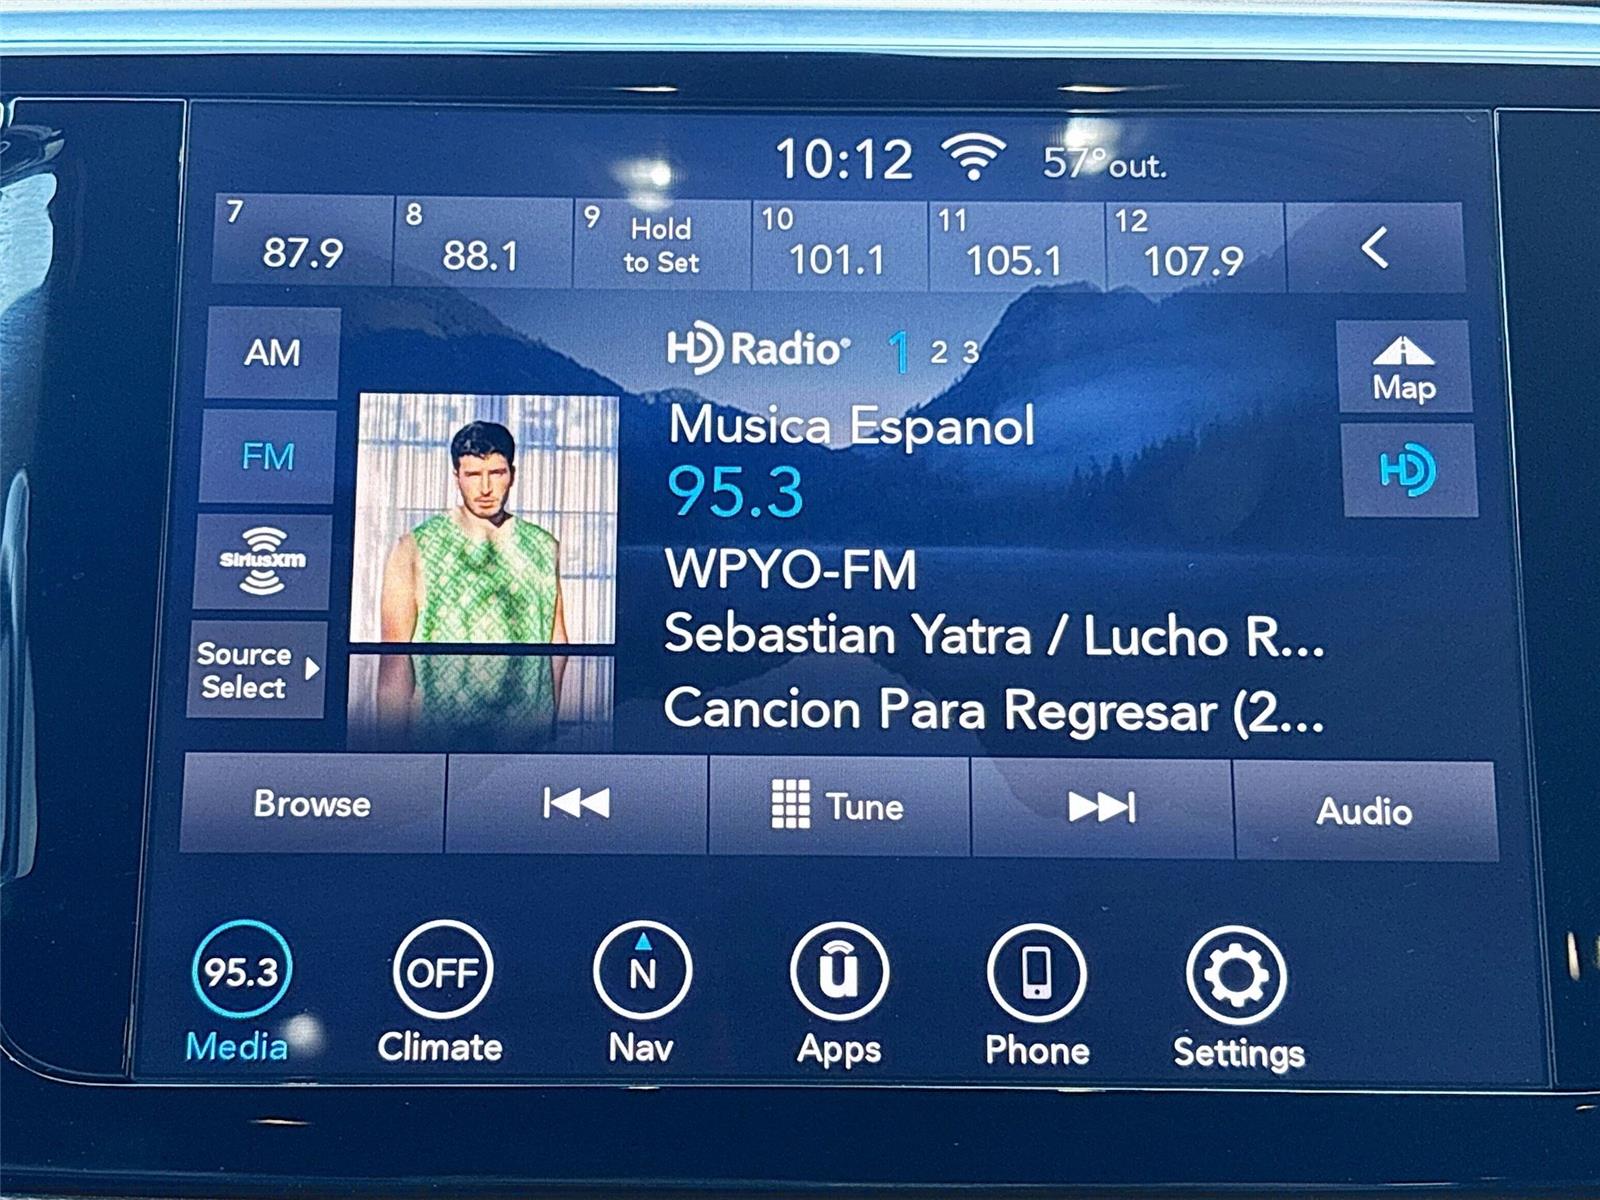 10:12 57° out.
7 87.9
8 88.1
9 Hold
to Set
10 101.1
11 105.1
12 107.9
AM
FM
SiriusXM
Source
Select
HD Radio® 1 2 3
Musica Espanol
95.3
WPYO-FM
Sebastian Yatra / Lucho R...
Cancion Para Regresar (2...
Map
HD
Browse
Tune
Audio
95.3
Media
OFF
Climate
N
Nav
u
Apps
Phone
Settings